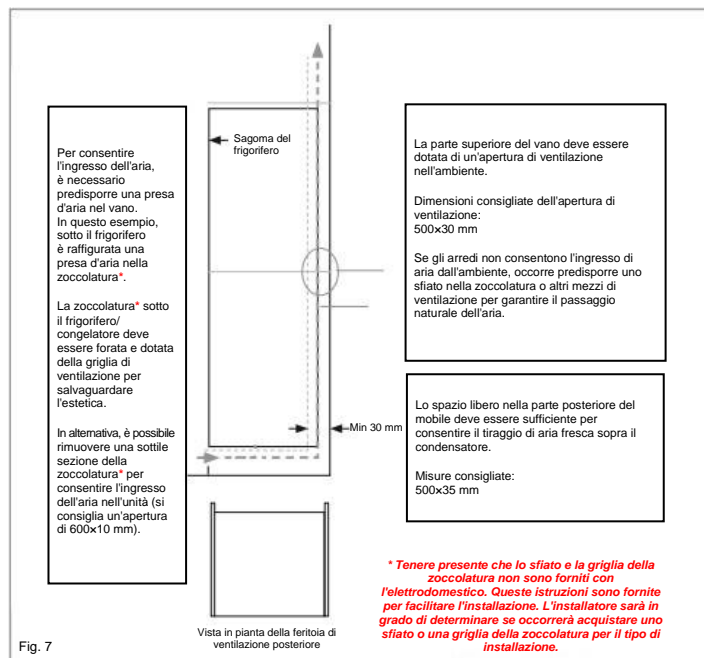 Per consentire
l'ingresso dell'aria,
è necessario
predisporre una presa
d'aria nel vano.
In questo esempio,
sotto il frigorifero
è raffigurata una
presa d'aria nella
zoccolatura*.
La zoccolatura* sotto
il frigorifero/
congelatore deve
essere forata e dotata
della griglia di
ventilazione per
salvaguardare
l'estetica.
In alternativa, è possibile
rimuovere una sottile
sezione della
zoccolatura* per
consentire l'ingresso
dell'aria nell'unità (si
consiglia un'apertura
di 600×10 mm).
Sagoma del
frigorifero
Min 30 mm
La parte superiore del vano deve essere
dotata di un'apertura di ventilazione
nell'ambiente.
Dimensioni consigliate dell'apertura di
ventilazione:
500×30 mm
Se gli arredi non consentono l'ingresso di
aria dall'ambiente, occorre predisporre uno
sfiato nella zoccolatura o altri mezzi di
ventilazione per garantire il passaggio
naturale dell'aria.
Lo spazio libero nella parte posteriore del
mobile deve essere sufficiente per
consentire il tiraggio di aria fresca sopra il
condensatore.
Misure consigliate:
500×35 mm
* Tenere presente che lo sfiato e la griglia della
zoccolatura non sono forniti con
l'elettrodomestico. Queste istruzioni sono fornite
per facilitare l'installazione. L'installatore sarà in
grado di determinare se occorrerà acquistare uno
sfiato o una griglia della zoccolatura per il tipo di
installazione.
Vista in pianta della feritoia di
ventilazione posteriore
Fig. 7